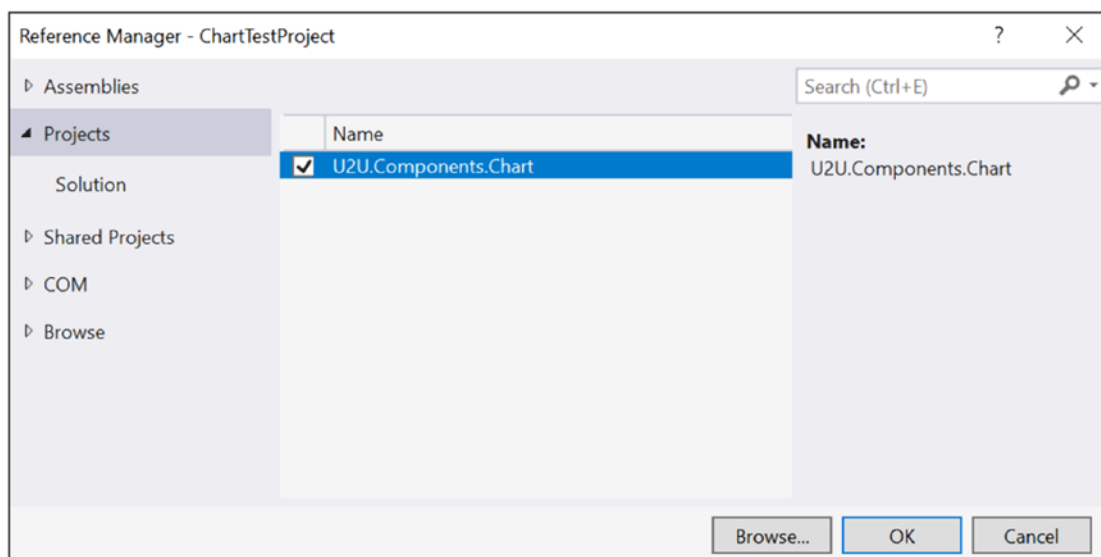 Reference Manager - ChartTestProject
? 
Assemblies
Search (Ctrl+E)
Projects
Name
Name:
U2U.Components.Chart
U2U.Components.Chart
Solution
Shared Projects
COM
Browse
Browse...
OK
Cancel